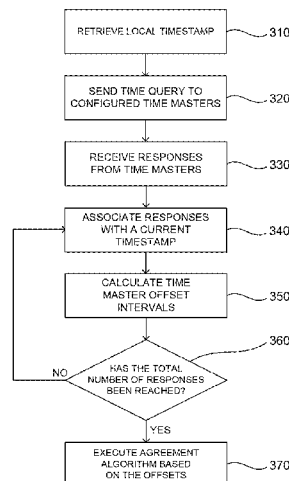 RETRIEVE LOCAL TIMESTAMP
310
SEND TIME QUERY TO
CONFIGURED TIME MASTERS
320
RECEIVE RESPONSES
FROM TIME MASTERS
330
ASSOCIATE RESPONSES
WITH A CURRENT
TIMESTAMP
340
CALCULATE TIME
MASTER OFFSET
INTERVALS
350
360
HAS THE TOTAL
NUMBER OF RESPONSES
BEEN REACHED?
NO
YES
EXECUTE AGREEMENT
ALGORITHM BASED
ON THE OFFSETS
370